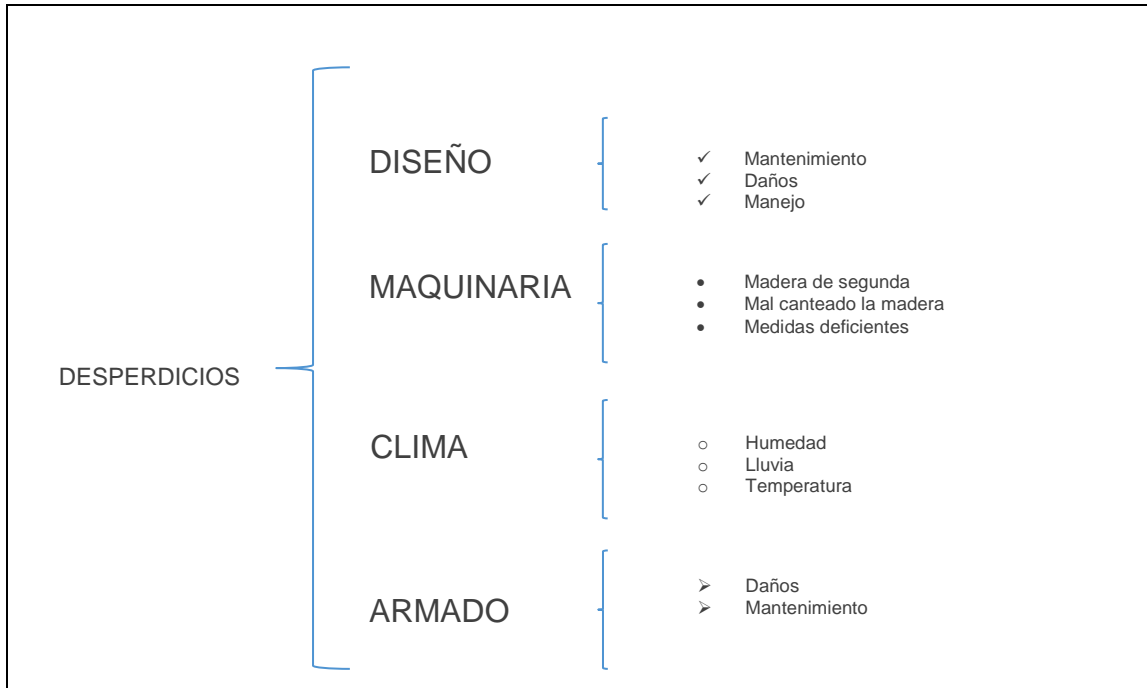 DISEÑO
✓ Mantenimiento
✓ Daños
✓ Manejo
MAQUINARIA
• Madera de segunda
• Mal canteado la madera
• Medidas deficientes
DESPERDICIOS
CLIMA
o Humedad
o Lluvia
o Temperatura
ARMADO
➢ Daños
➢ Mantenimiento